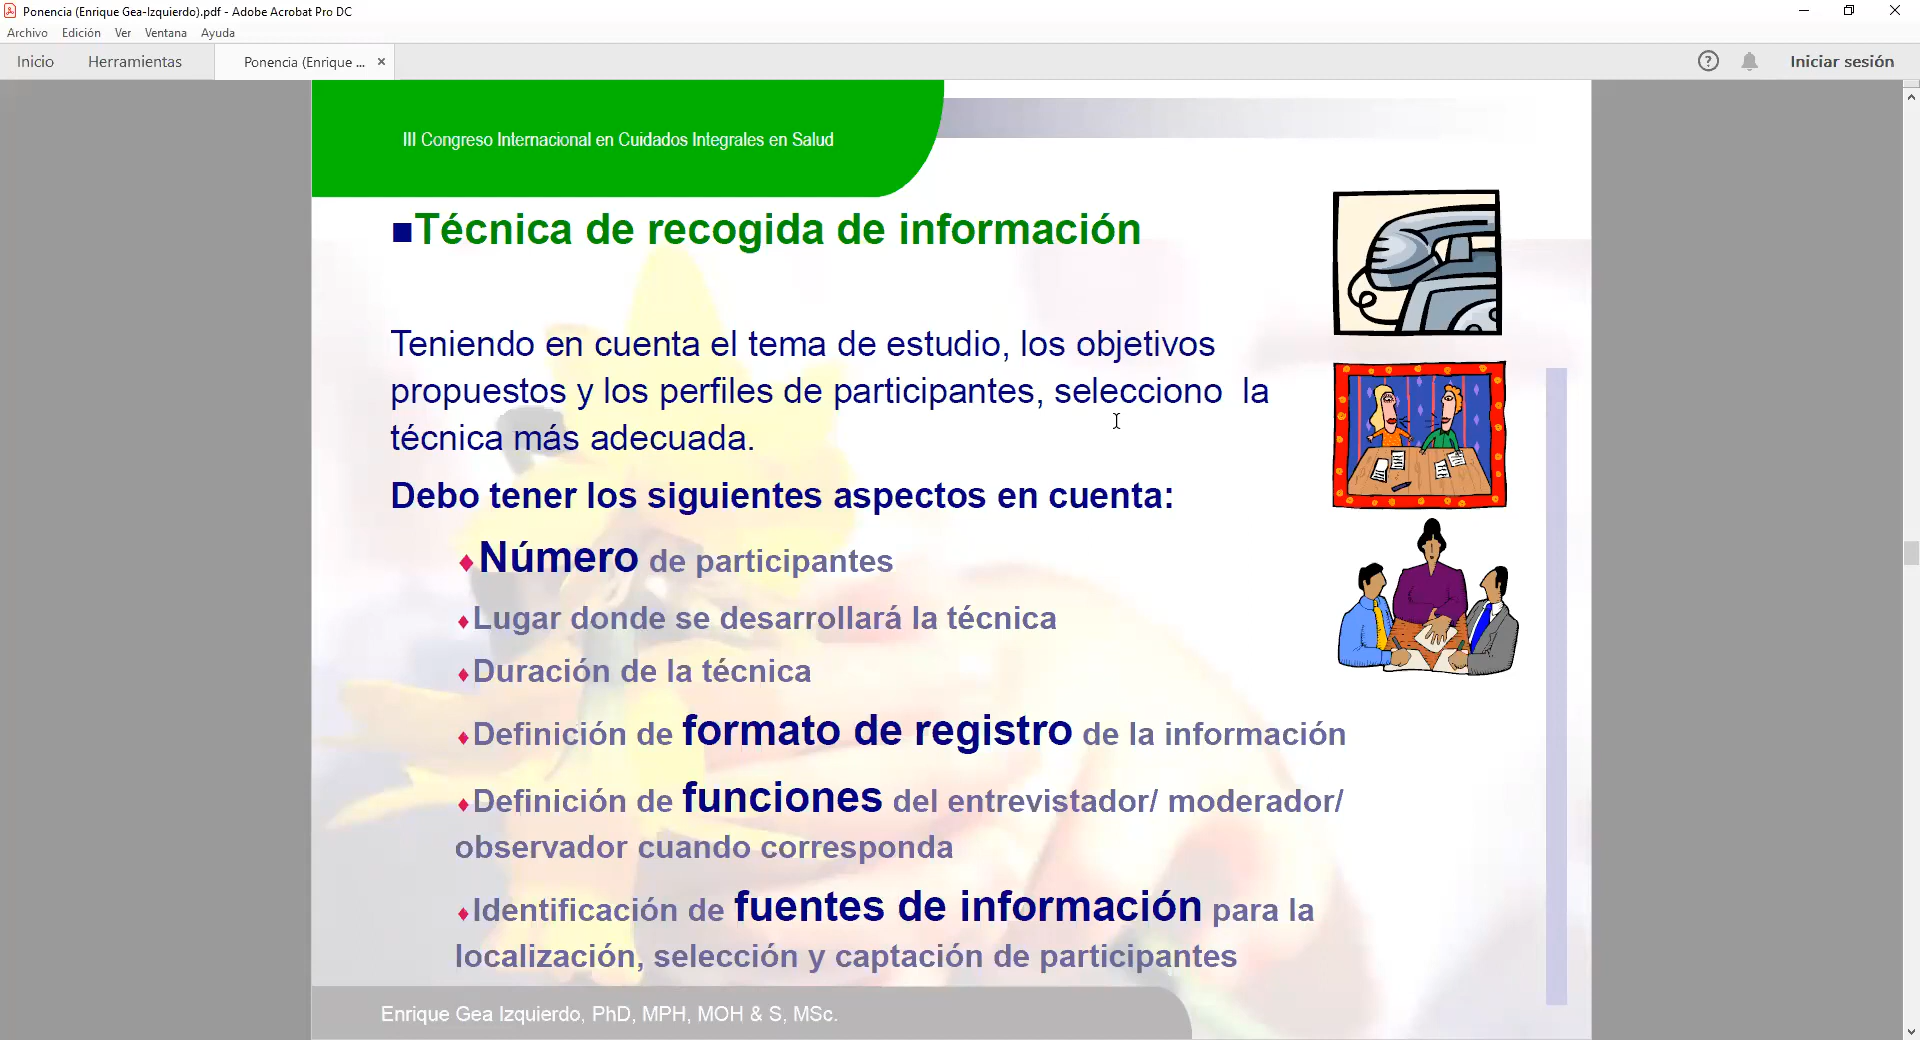 Ponencia (Enrique Gea-Izquierdo).pdf - Adobe Acrobat Pro DC
Archivo Edición Ver Ventana Ayuda
Inicio Herramientas Ponencia (Enrique ... Iniciar sesión
III Congreso Internacional en Cuidados Integrales en Salud
Técnica de recogida de información
Teniendo en cuenta el tema de estudio, los objetivos
propuestos y los perfiles de participantes, selecciono la
técnica más adecuada.
Debo tener los siguientes aspectos en cuenta:
Número de participantes
Lugar donde se desarrollará la técnica
Duración de la técnica
Definición de formato de registro de la información
Definición de funciones del entrevistador/ moderador/
observador cuando corresponda
Identificación de fuentes de información para la
localización, selección y captación de participantes
Enrique Gea Izquierdo, PhD, MPH, MOH & S, MSc.